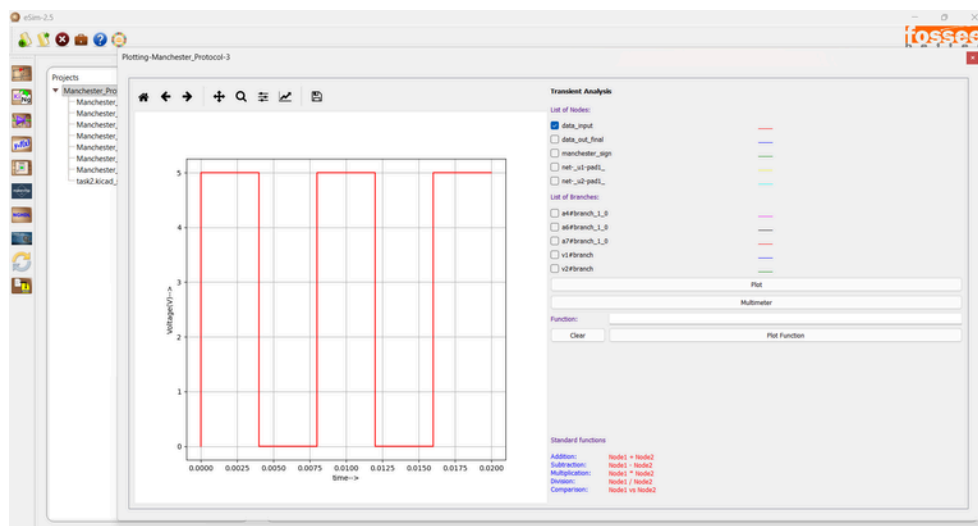 eSim-2.5
fossee
Plotting-Manchester_Protocol-3
Projects
Manchester_Pro
Manchester_
Manchester_
Manchester_
Manchester_
Manchester_
Manchester_
Manchester_
task2.kicad_
Transient Analysis
List of Nodes:
data_input
data_out_final
manchester_sign
net-_u1-pad1_
net-_u2-pad1_
List of Branches:
a4#branch_1_0
a6#branch_1_0
a7#branch_1_0
v1#branch
v2#branch
Plot
Multimeter
Function:
Clear
Plot Function
Standard functions
Addition: Node1 + Node2
Subtraction: Node1 - Node2
Multiplication: Node1 * Node2
Division: Node1 / Node2
Comparison: Node1 vs Node2
5
4
3
2
1
0
Voltage(V)-->
0.0000 0.0025 0.0050 0.0075 0.0100 0.0125 0.0150 0.0175 0.0200
time-->